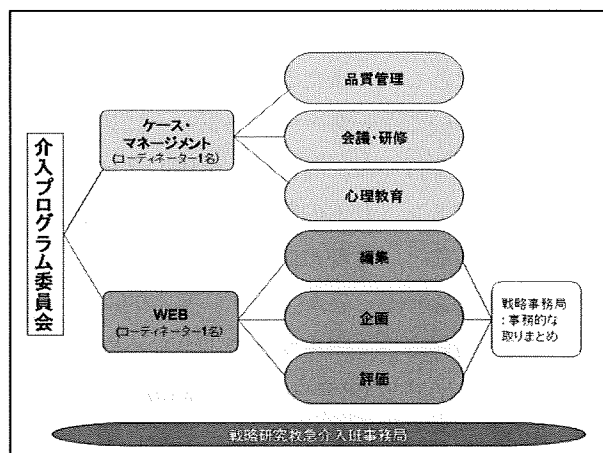 介入プログラム委員会
ケース・
マネージメント
(コーディネーター1名)
品質管理
会議・研修
心理教育
WEB
(コーディネーター1名)
編集
企画
評価
戦略事務局
:事務的な
取りまとめ
戦略研究救急介入班事務局